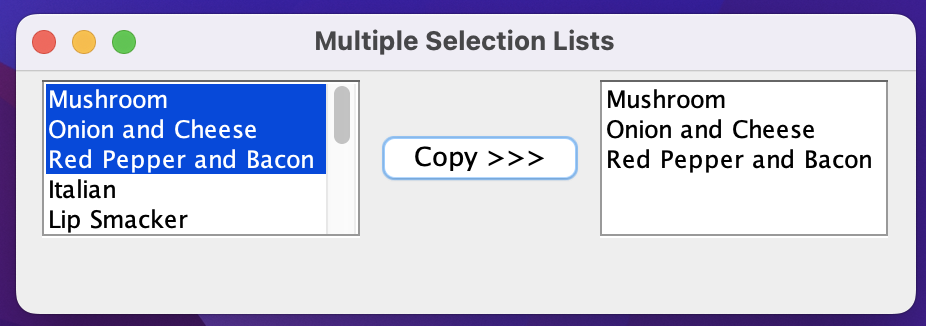 Multiple Selection Lists
Mushroom
Onion and Cheese
Red Pepper and Bacon
Italian
Lip Smacker
Copy >>>
Mushroom
Onion and Cheese
Red Pepper and Bacon